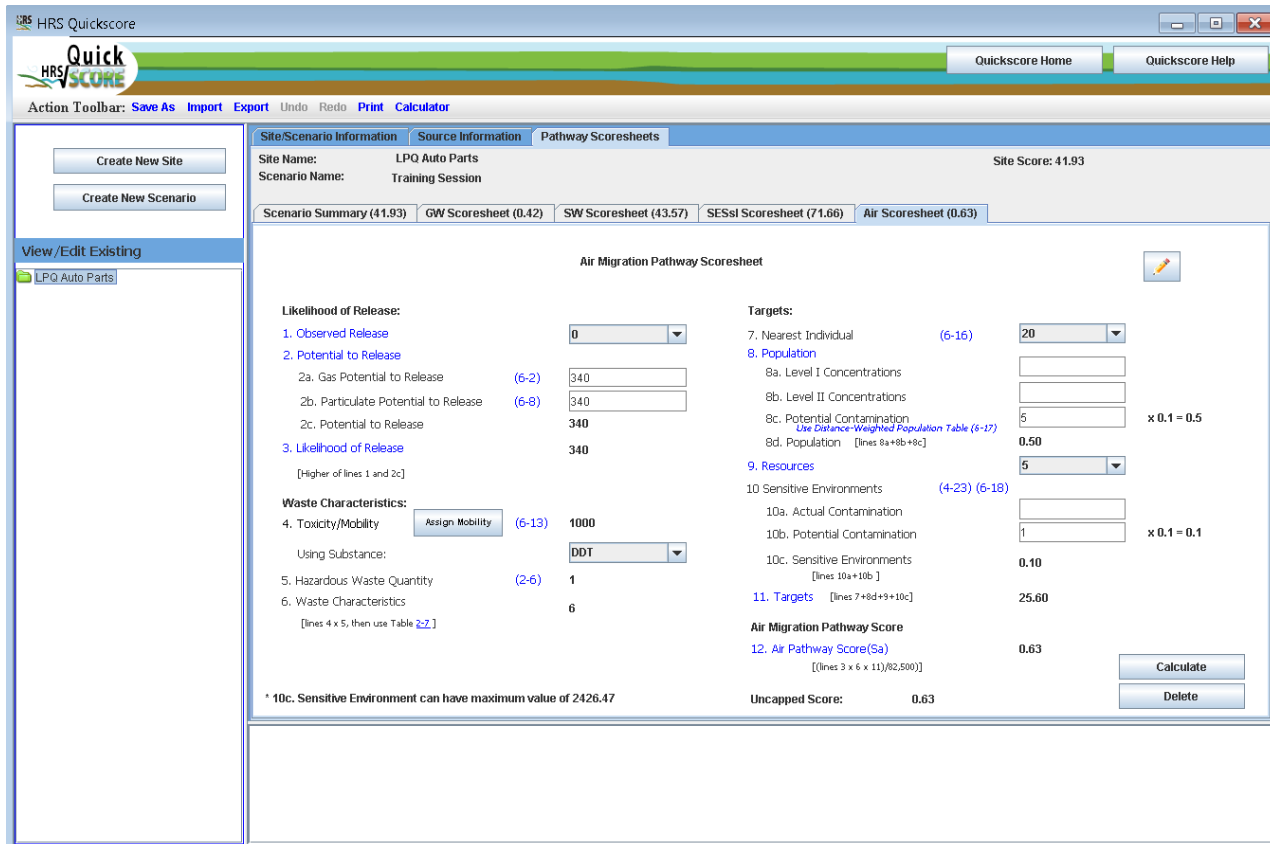 HRS Quickscore
HRS Quick SCORE
Quickscore Home Quickscore Help
Action Toolbar: Save As Import Export Undo Redo Print Calculator
Create New Site
Create New Scenario
View/Edit Existing
LPQ Auto Parts
Site/Scenario Information Source Information Pathway Scoresheets
Site Name: LPQ Auto Parts Site Score: 41.93
Scenario Name: Training Session
Scenario Summary (41.93) GW Scoresheet (0.42) SW Scoresheet (43.57) SESsI Scoresheet (71.66) Air Scoresheet (0.63)
Air Migration Pathway Scoresheet
Likelihood of Release:
1. Observed Release 0
2. Potential to Release
2a. Gas Potential to Release (6-2) 340
2b. Particulate Potential to Release (6-8) 340
2c. Potential to Release 340
3. Likelihood of Release 340
[Higher of lines 1 and 2c]
Waste Characteristics:
4. Toxicity/Mobility Assign Mobility (6-13) 1000
Using Substance: DDT
5. Hazardous Waste Quantity (2-6) 1
6. Waste Characteristics 6
[lines 4 x 5, then use Table 2-7 ]
* 10c. Sensitive Environment can have maximum value of 2426.47
Targets:
7. Nearest Individual (6-16) 20
8. Population
8a. Level I Concentrations
8b. Level II Concentrations
8c. Potential Contamination 5 x 0.1 = 0.5
Use Distance-Weighted Population Table (6-17)
8d. Population [lines 8a+8b+8c] 0.50
9. Resources 5
10 Sensitive Environments (4-23) (6-18)
10a. Actual Contamination
10b. Potential Contamination 1 x 0.1 = 0.1
10c. Sensitive Environments 0.10
[lines 10a+10b ]
11. Targets [lines 7+8d+9+10c] 25.60
Air Migration Pathway Score
12. Air Pathway Score(Sa) 0.63
[(lines 3 x 6 x 11)/82,500)]
Calculate
Uncapped Score: 0.63
Delete